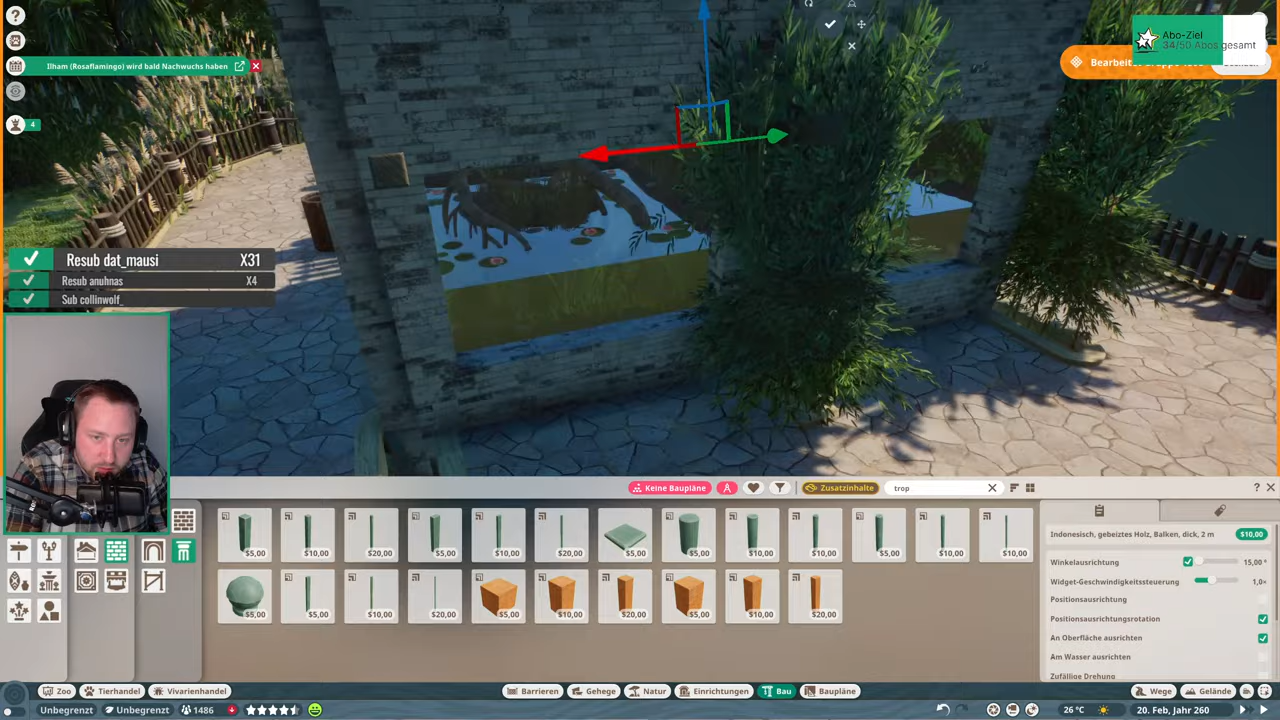 ?
Ilham (Rosaflamingo) wird bald Nachwuchs haben
4
Abo-Ziel
34/50 Abos gesamt
Resub dat_mausi X31
Resub anuhnas X4
Sub collinwolf_
Keine Baupläne
Zusatzinhalte
trop
?
$5,00 $10,00 $20,00 $5,00 $10,00 $20,00 $5,00 $5,00 $10,00 $10,00 $5,00 $10,00 $10,00
$5,00 $5,00 $10,00 $20,00 $5,00 $10,00 $20,00 $5,00 $10,00 $20,00
Indonesisch, gebeiztes Holz, Balken, dick, 2 m $10,00
Winkelausrichtung 15,00 °
Widget-Geschwindigkeitssteuerung 1,0×
Positionsausrichtung
Positionsausrichtungsrotation
An Oberfläche ausrichten
Am Wasser ausrichten
Zufällige Drehung
Zoo
Tierhandel
Vivarienhandel
Barrieren
Gehege
Natur
Einrichtungen
Bau
Baupläne
Wege
Gelände
Unbegrenzt
Unbegrenzt
1486
26 °C
20. Feb, Jahr 260